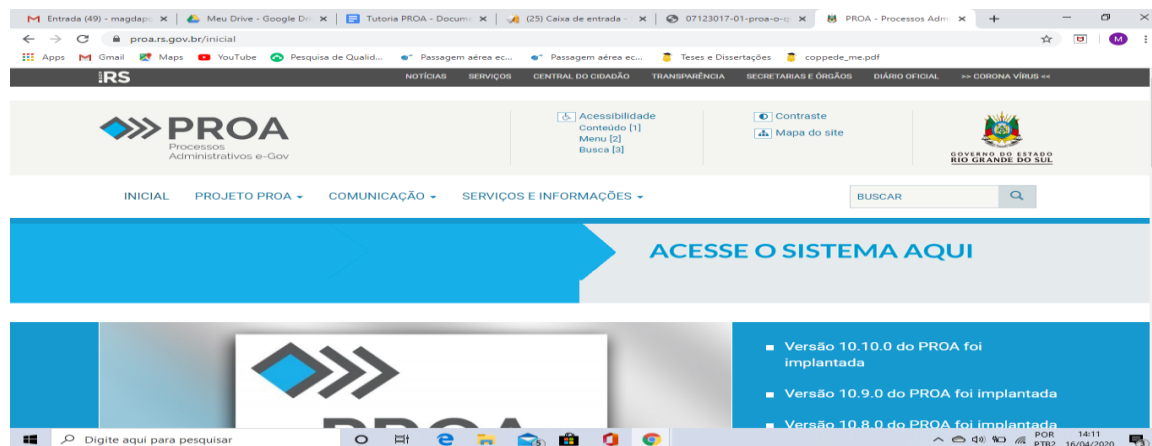 Entrada (49) - magdap
Meu Drive - Google Dri
Tutoria PROA - Docum
(25) Caixa de entrada -
07123017-01-proa-o-q
PROA - Processos Adm
proa.rs.gov.br/inicial
M
Apps
Gmail
Maps
YouTube
Pesquisa de Qualid...
Passagem aérea ec...
Passagem aérea ec...
Teses e Dissertações
coppede_me.pdf
RS
NOTÍCIAS
SERVIÇOS
CENTRAL DO CIDADÃO
TRANSPARÊNCIA
SECRETARIAS E ÓRGÃOS
DIÁRIO OFICIAL
>> CORONA VÍRUS <<
PROA
Processos
Administrativos e-Gov
Acessibilidade
Conteúdo [1]
Menu [2]
Busca [3]
Contraste
Mapa do site
GOVERNO DO ESTADO
RIO GRANDE DO SUL
INICIAL
PROJETO PROA
COMUNICAÇÃO
SERVIÇOS E INFORMAÇÕES
BUSCAR
ACESSE O SISTEMA AQUI
PROA
Versão 10.10.0 do PROA foi
implantada
Versão 10.9.0 do PROA foi implantada
Versão 10.8.0 do PROA foi implantada
Digite aqui para pesquisar
POR
PTB2
14:11
16/04/2020